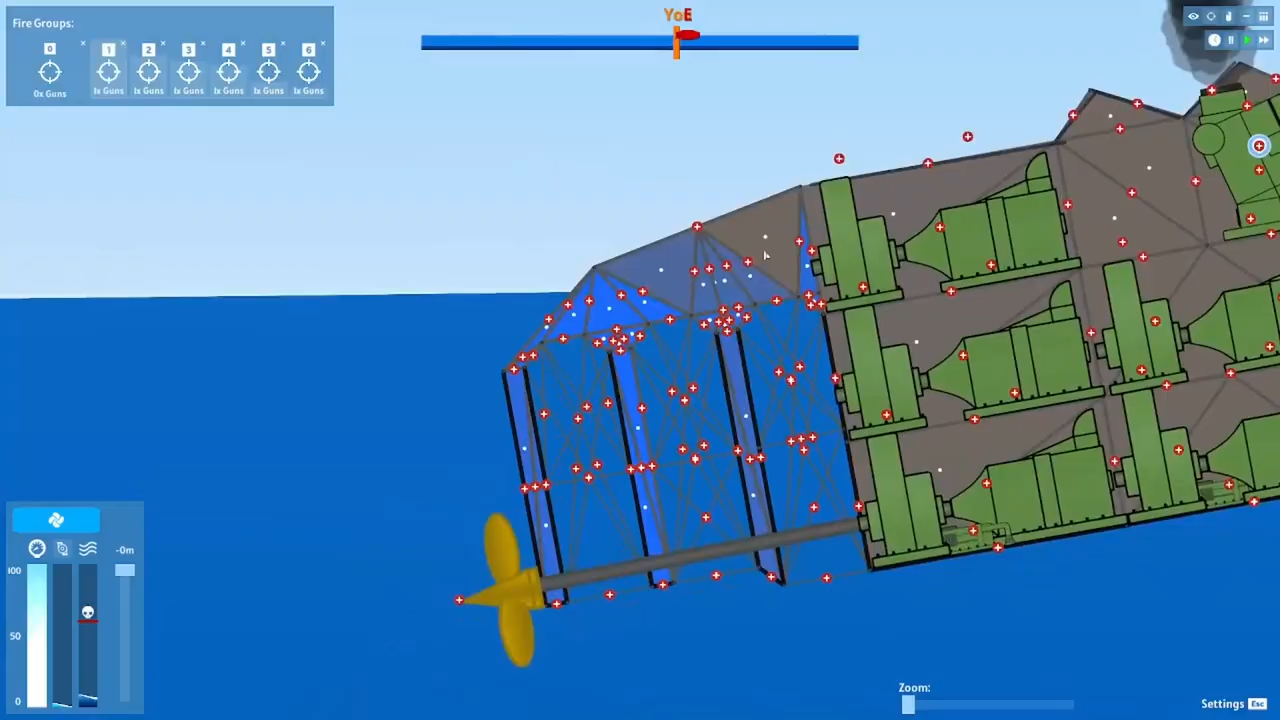 Fire Groups:
0 1 2 3 4 5 6
0x Guns 1x Guns 1x Guns 1x Guns 1x Guns 1x Guns 1x Guns
YoE
-0m
100
50
0
Zoom:
Settings Esc